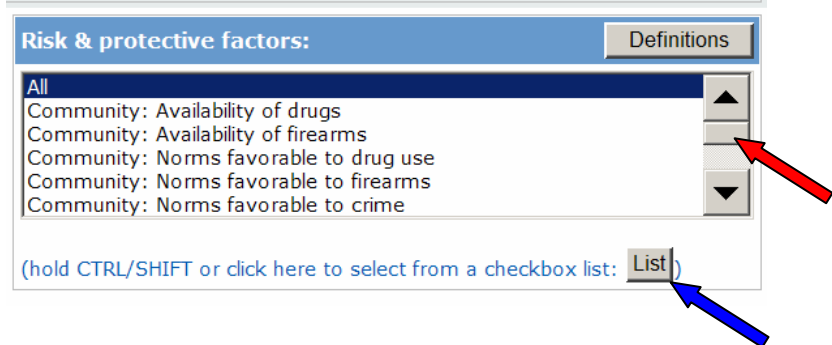 Risk & protective factors: Definitions
All
Community: Availability of drugs
Community: Availability of firearms
Community: Norms favorable to drug use
Community: Norms favorable to firearms
Community: Norms favorable to crime
(hold CTRL/SHIFT or click here to select from a checkbox list: List)